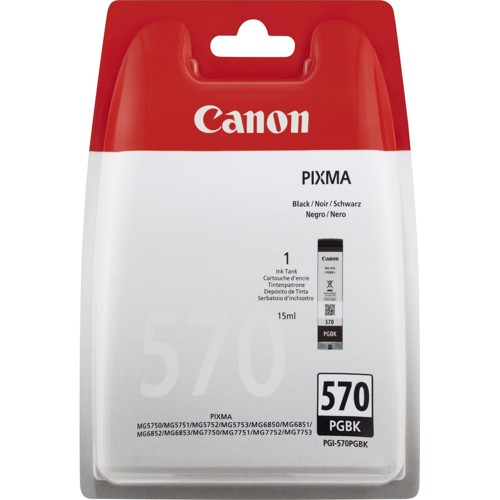 Canon
PIXMA
Black / Noir / Schwarz
Negro / Nero
1
Ink Tank
Cartouche d'encre
Tintenpatrone
Depósito de Tinta
Serbatoio d'inchiostro
15ml
Canon
570
PGBK
570
PIXMA
MG5750/MG5751/MG5752/MG5753/MG6850/MG6851/
MG6852/MG6853/MG7750/MG7751/MG7752/MG7753
570
PGBK
PGI-570PGBK